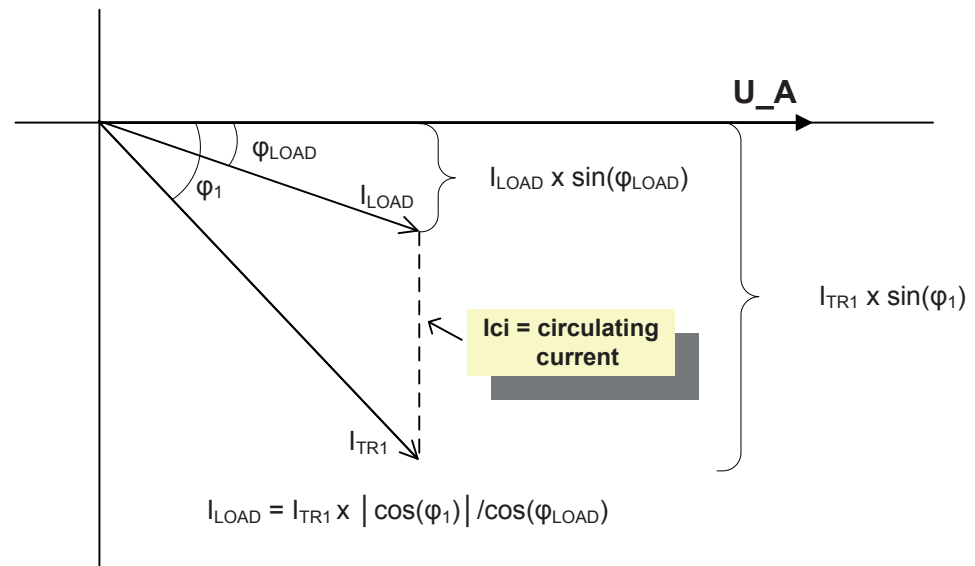 U_A
φLOAD
ILOAD x sin(φLOAD)
φ1
ILOAD
ITR1 x sin(φ1)
Ici = circulating
current
ITR1
ILOAD = ITR1 x | cos(φ1)| /cos(φLOAD)